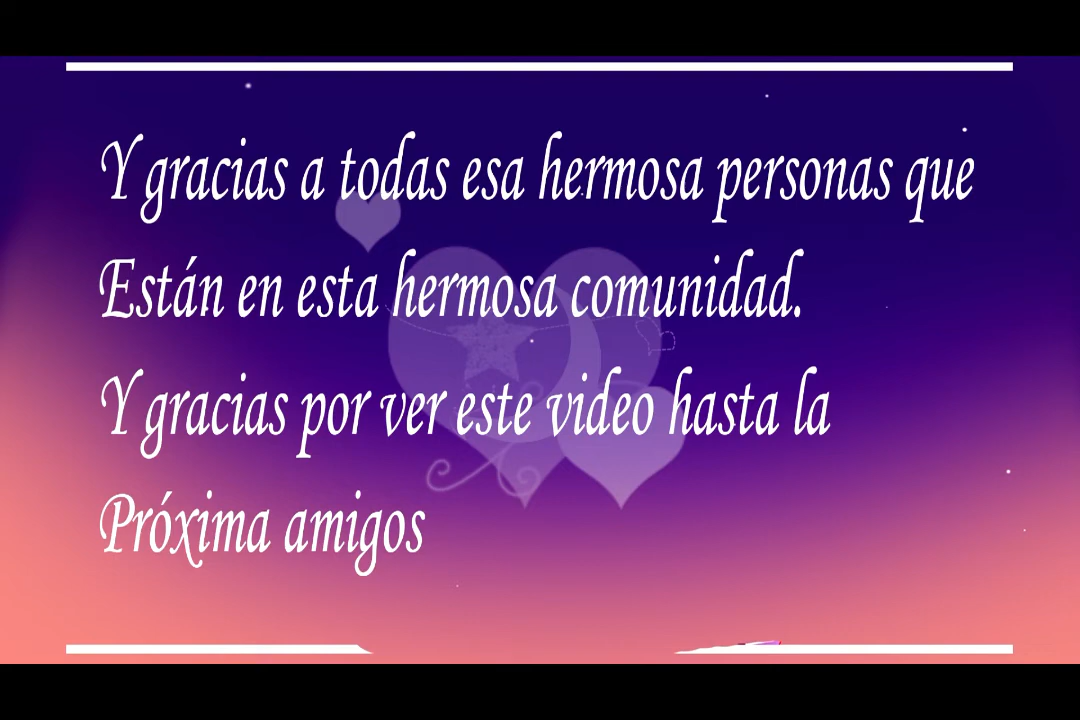 Y gracias a todas esa hermosa personas que
Están en esta hermosa comunidad.
Y gracias por ver este video hasta la
Próxima amigos